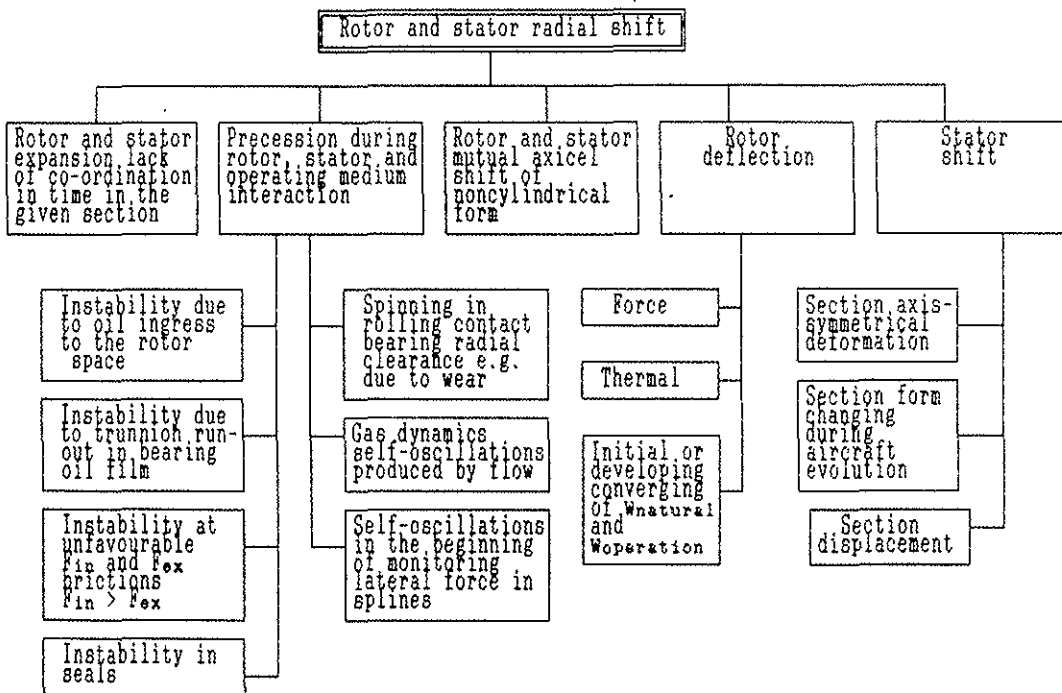 Rotor and stator radial shift
Rotor and stator
expansion lack
of co-ordination
in time in the
given section
Precession during
rotor, stator and
operating medium
interaction
Rotor and stator
mutual axicel
shift of
noncylindrical
form
Rotor
deflection
Stator
shift
Instability due
to oil ingress
to the rotor
space
Instability due
to trunnion run-
out in bearing
oil film
Instability at
unfavourable
Fin and Fex
brictions
Fin > Fex
Instability in
seals
Spinning in
rolling contact
bearing radial
clearance e.g.
due to wear
Gas dynamics
self-oscillations
produced by flow
Self-oscillations
in the beginning
of monitoring
lateral force in
splines
Force
Thermal
Initial or
developing
converging
of Wnatural
and
Woperation
Section axis-
symmetrical
deformation
Section form
changing
during
aircraft
evolution
Section
displacement